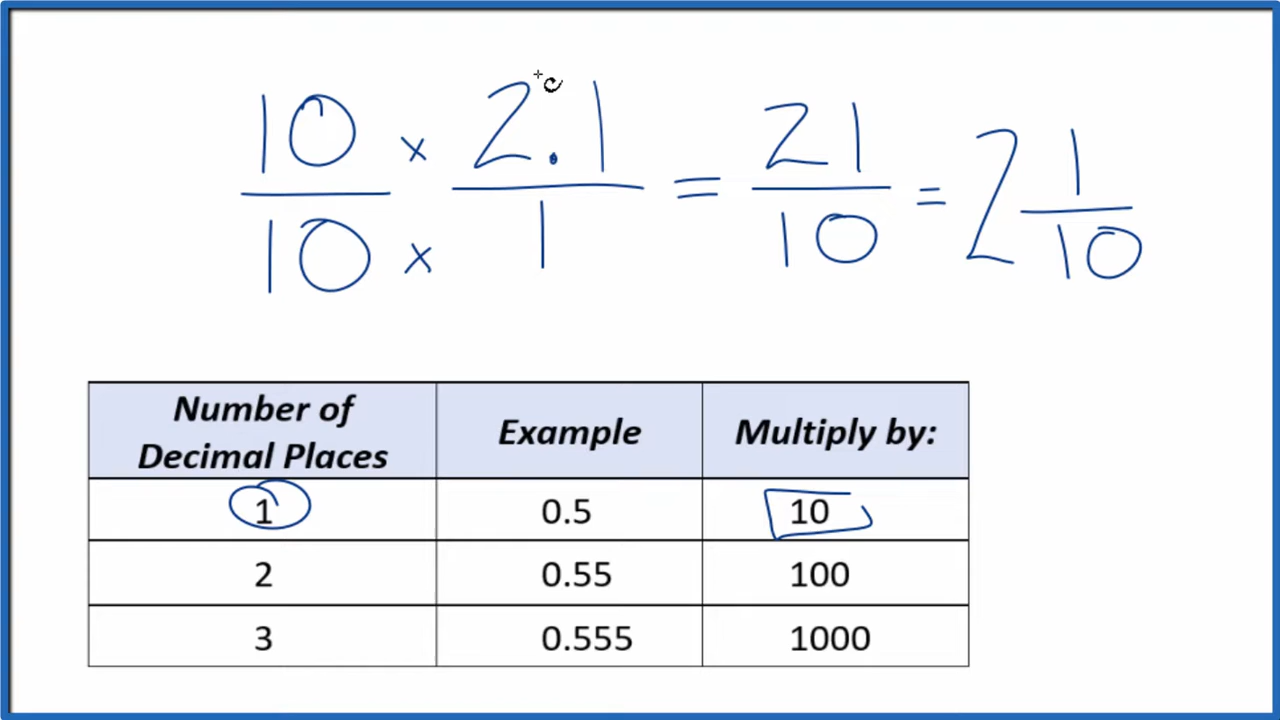 10/10 × 2.1/1 = 21/10 = 2 1/10
Number of Decimal Places | Example | Multiply by:
1 | 0.5 | 10
2 | 0.55 | 100
3 | 0.555 | 1000